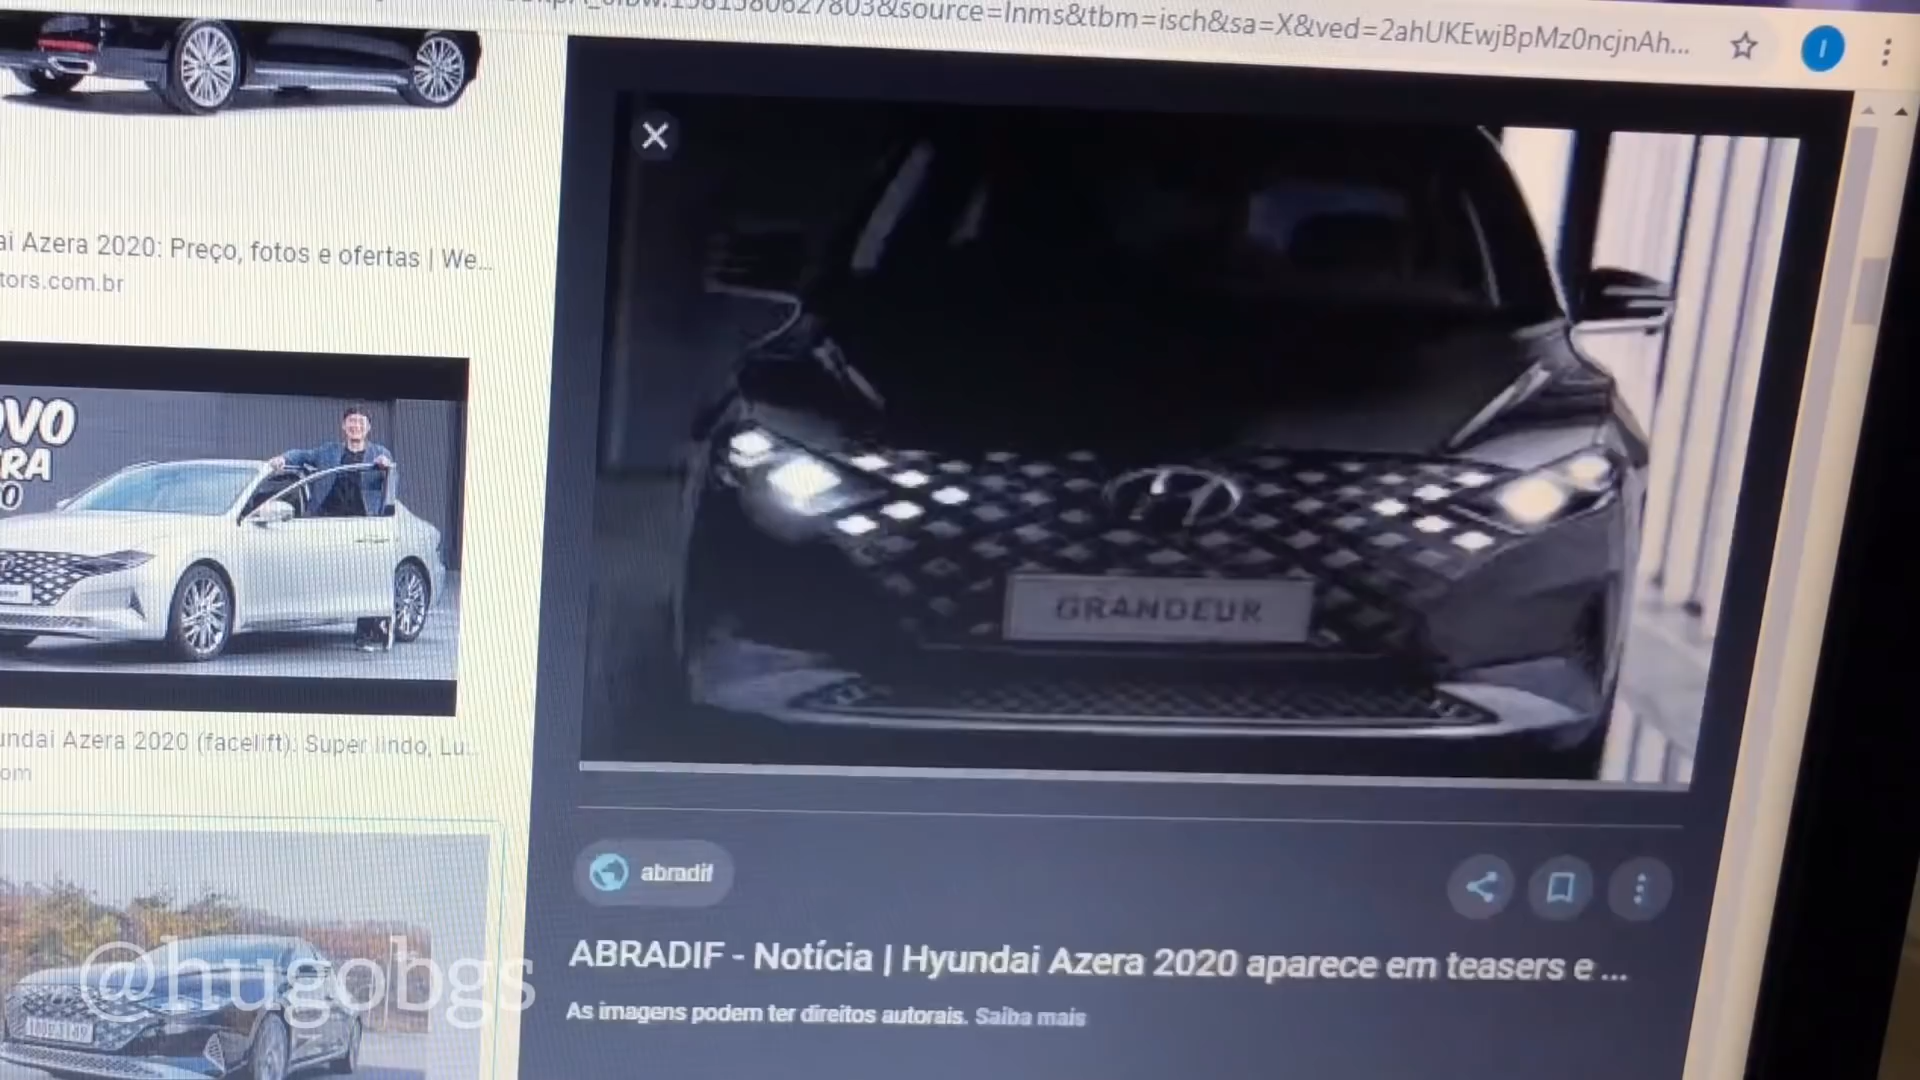 &source=lnms&tbm=isch&sa=X&ved=2ahUKEwjBpMz0ncjnAh...
ai Azera 2020: Preço, fotos e ofertas | We...
tors.com.br
OVO
RA
0
undai Azera 2020 (facelift): Super lindo, Lu...
om
GRANDEUR
abradif
ABRADIF - Notícia | Hyundai Azera 2020 aparece em teasers e ...
As imagens podem ter direitos autorais. Saiba mais
@hugobgs